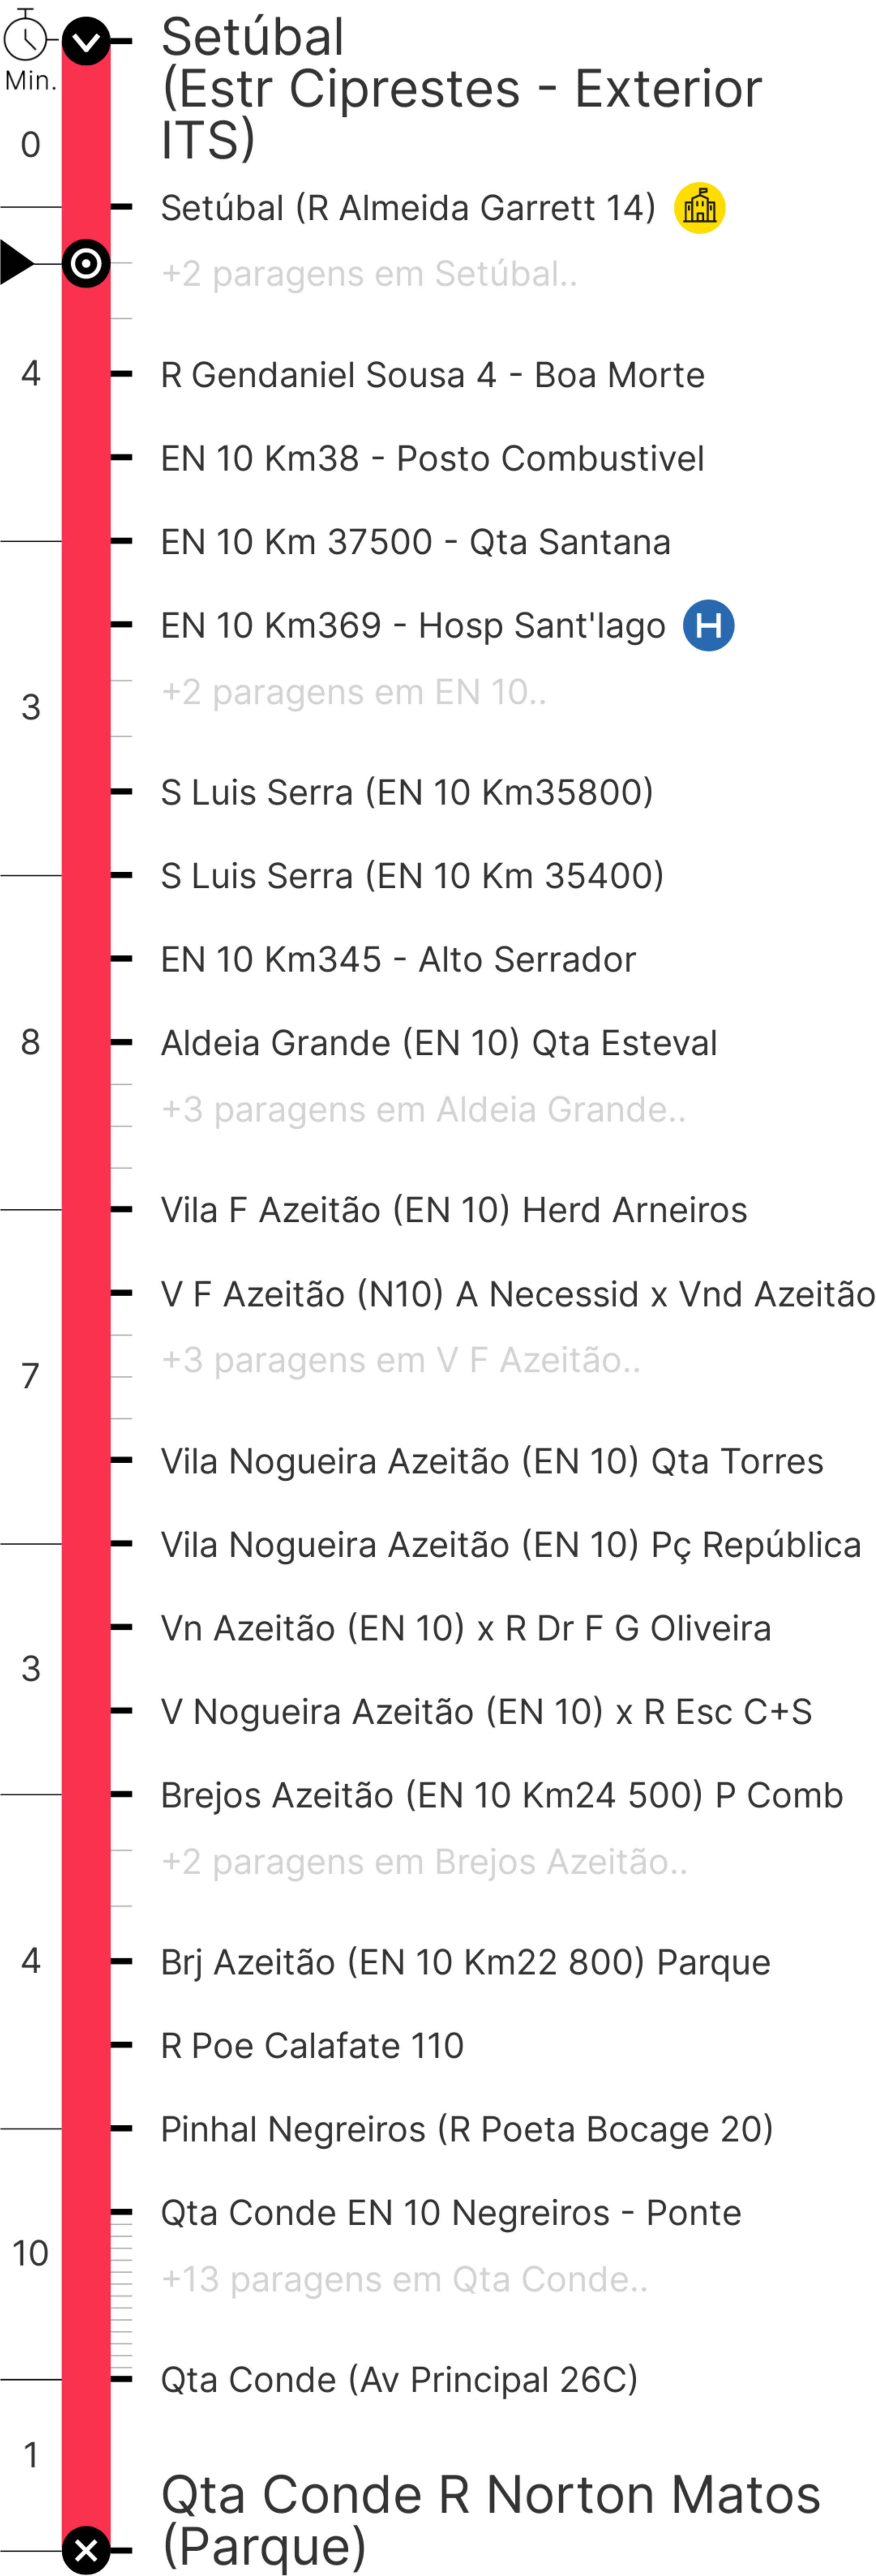 Setúbal
(Estr Ciprestes - Exterior
ITS)
Min.
0
Setúbal (R Almeida Garrett 14)
+2 paragens em Setúbal..
4
R Gendaniel Sousa 4 - Boa Morte
EN 10 Km38 - Posto Combustivel
EN 10 Km 37500 - Qta Santana
EN 10 Km369 - Hosp Sant'Iago H
+2 paragens em EN 10..
3
S Luis Serra (EN 10 Km35800)
S Luis Serra (EN 10 Km 35400)
EN 10 Km345 - Alto Serrador
8
Aldeia Grande (EN 10) Qta Esteval
+3 paragens em Aldeia Grande..
Vila F Azeitão (EN 10) Herd Arneiros
V F Azeitão (N10) A Necessid x Vnd Azeitão
+3 paragens em V F Azeitão..
7
Vila Nogueira Azeitão (EN 10) Qta Torres
Vila Nogueira Azeitão (EN 10) Pç República
Vn Azeitão (EN 10) x R Dr F G Oliveira
3
V Nogueira Azeitão (EN 10) x R Esc C+S
Brejos Azeitão (EN 10 Km24 500) P Comb
+2 paragens em Brejos Azeitão..
4
Brj Azeitão (EN 10 Km22 800) Parque
R Poe Calafate 110
Pinhal Negreiros (R Poeta Bocage 20)
Qta Conde EN 10 Negreiros - Ponte
10
+13 paragens em Qta Conde..
Qta Conde (Av Principal 26C)
1
Qta Conde R Norton Matos
(Parque)